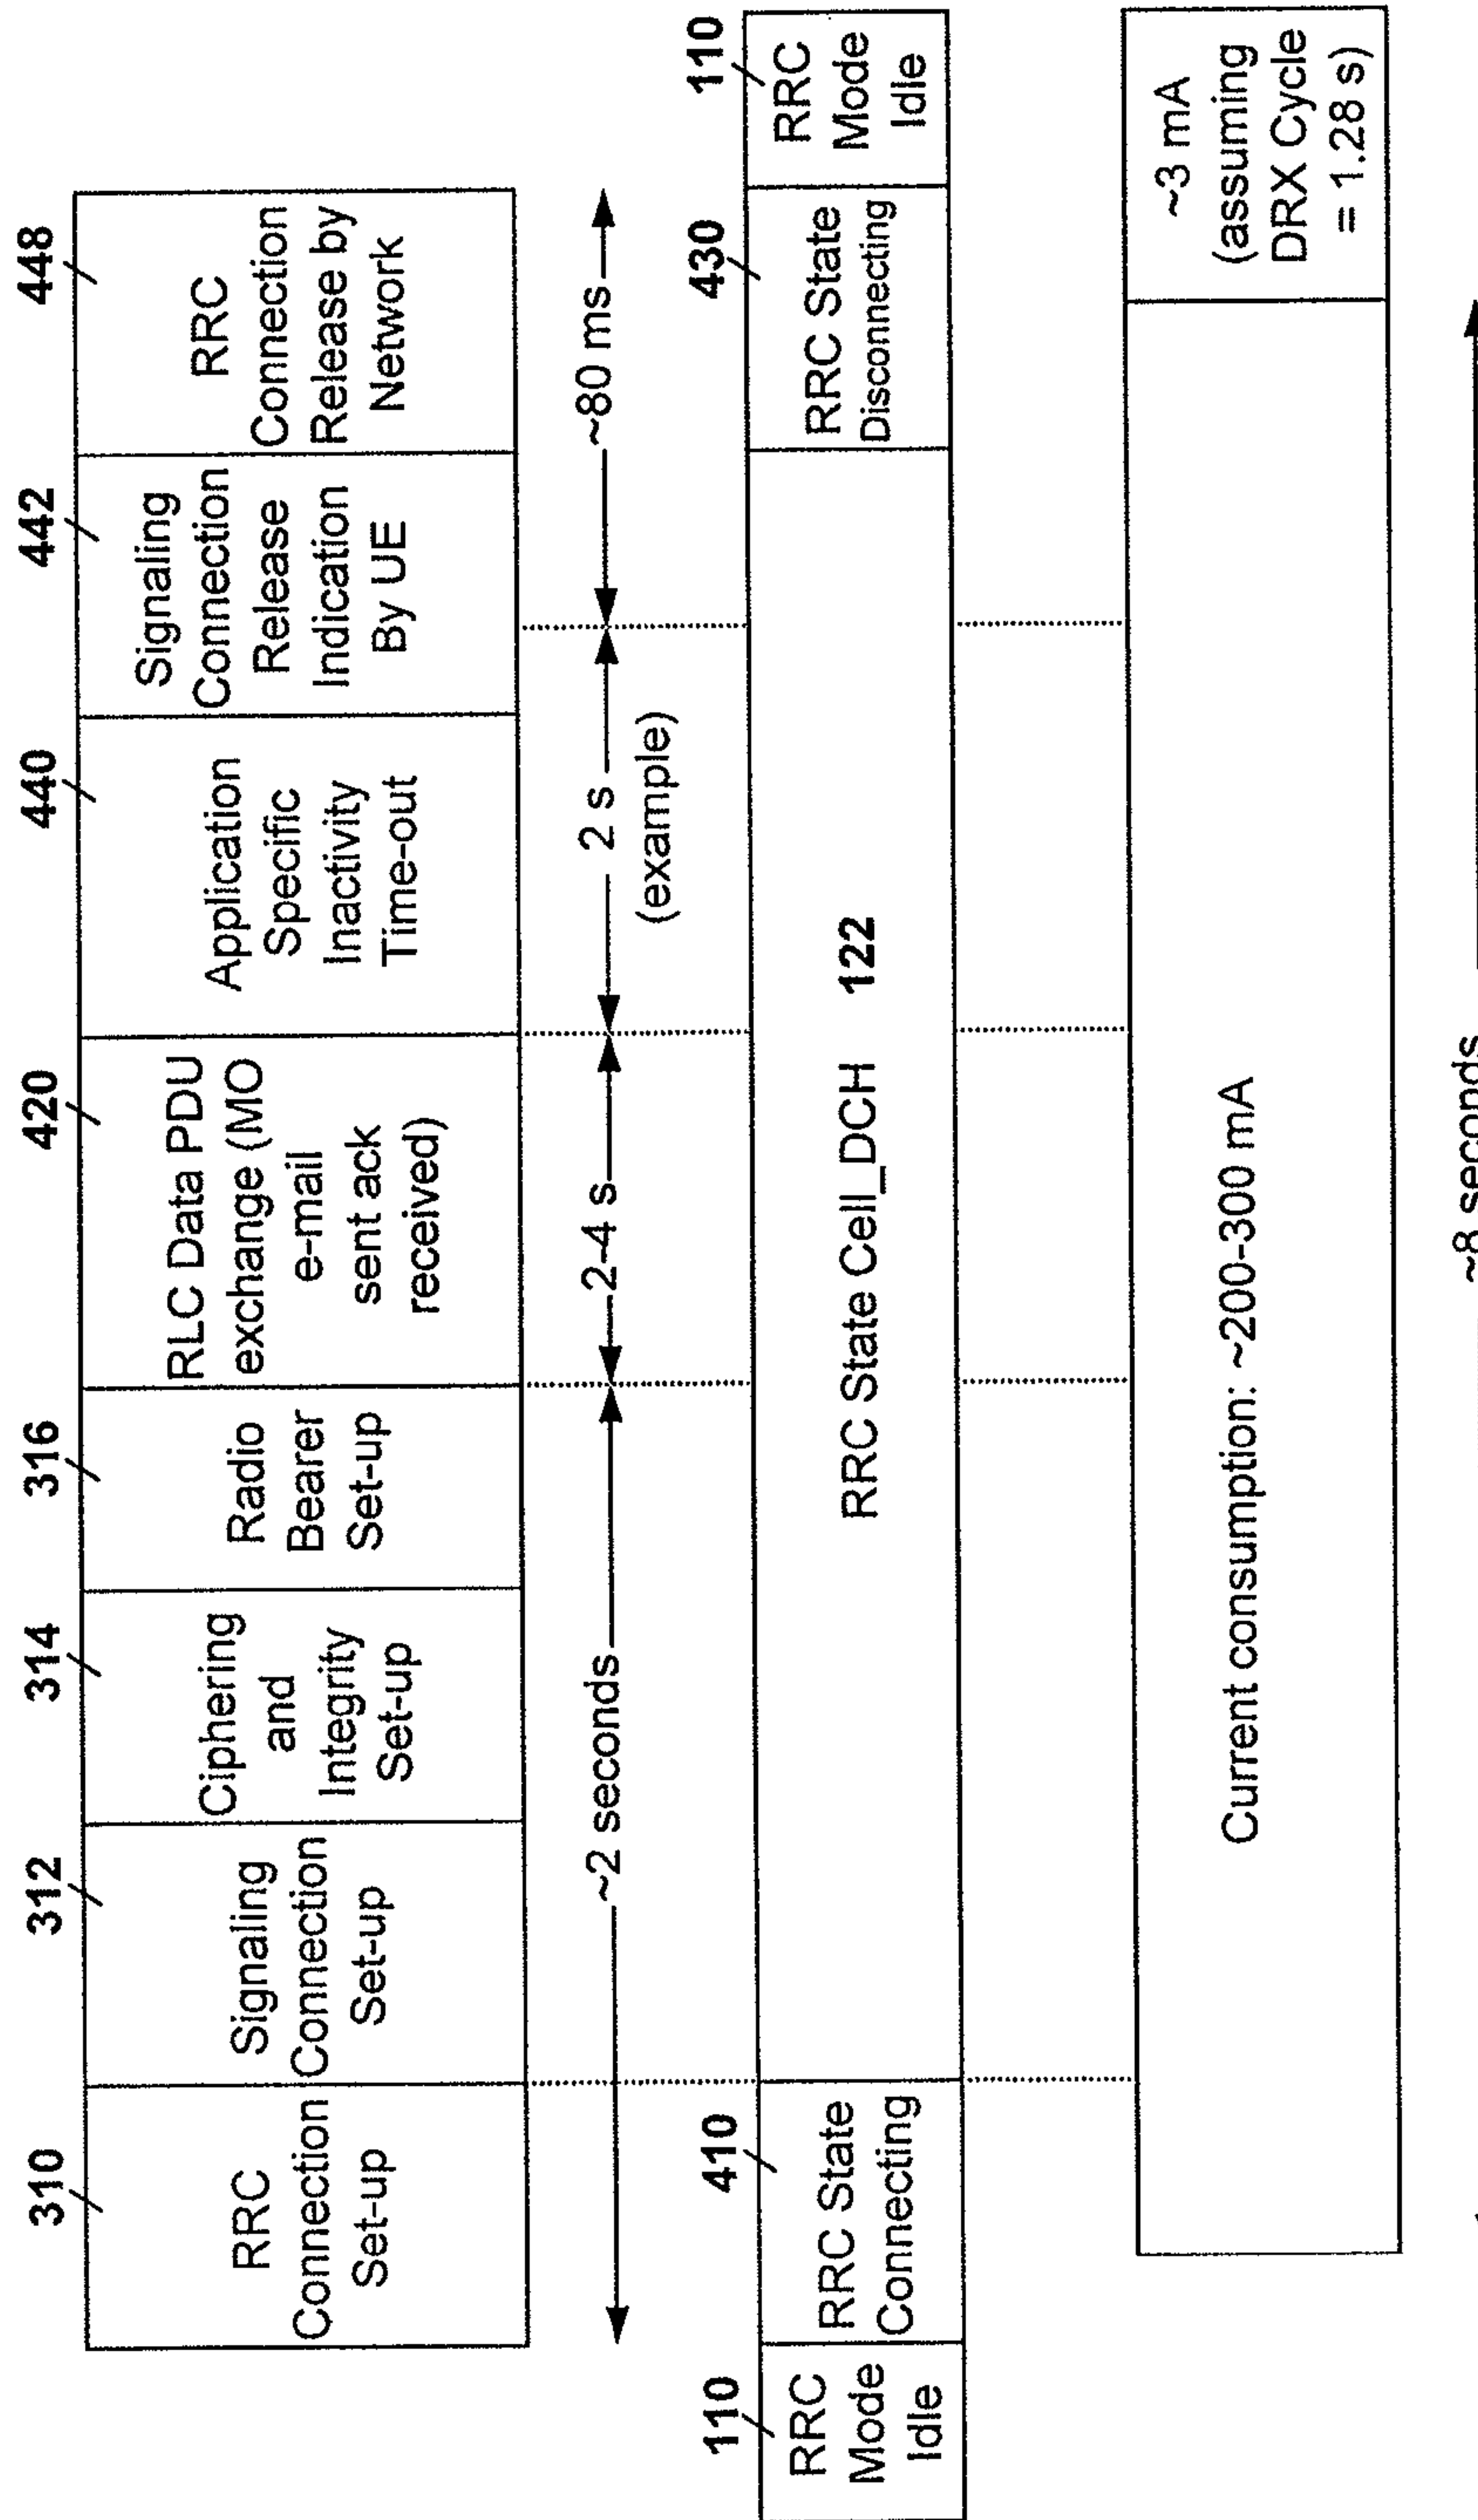 310
RRC
Connection
Set-up
312
Signaling
Connection
Set-up
314
Ciphering
and
Integrity
Set-up
316
Radio
Bearer
Set-up
420
RLC Data PDU
exchange (MO
e-mail
sent ack
received)
440
Application
Specific
Inactivity
Time-out
442
Signaling
Connection
Release
Indication
By UE
448
RRC
Connection
Release by
Network
~2 seconds
2-4 s
2 s
(example)
~80 ms
110
RRC
Mode
Idle
410
RRC State
Connecting
RRC State Cell_DCH 122
430
RRC State
Disconnecting
110
RRC
Mode
Idle
Current consumption: ~200-300 mA
~3 mA
(assuming
DRX Cycle
= 1.28 s)
~8 seconds